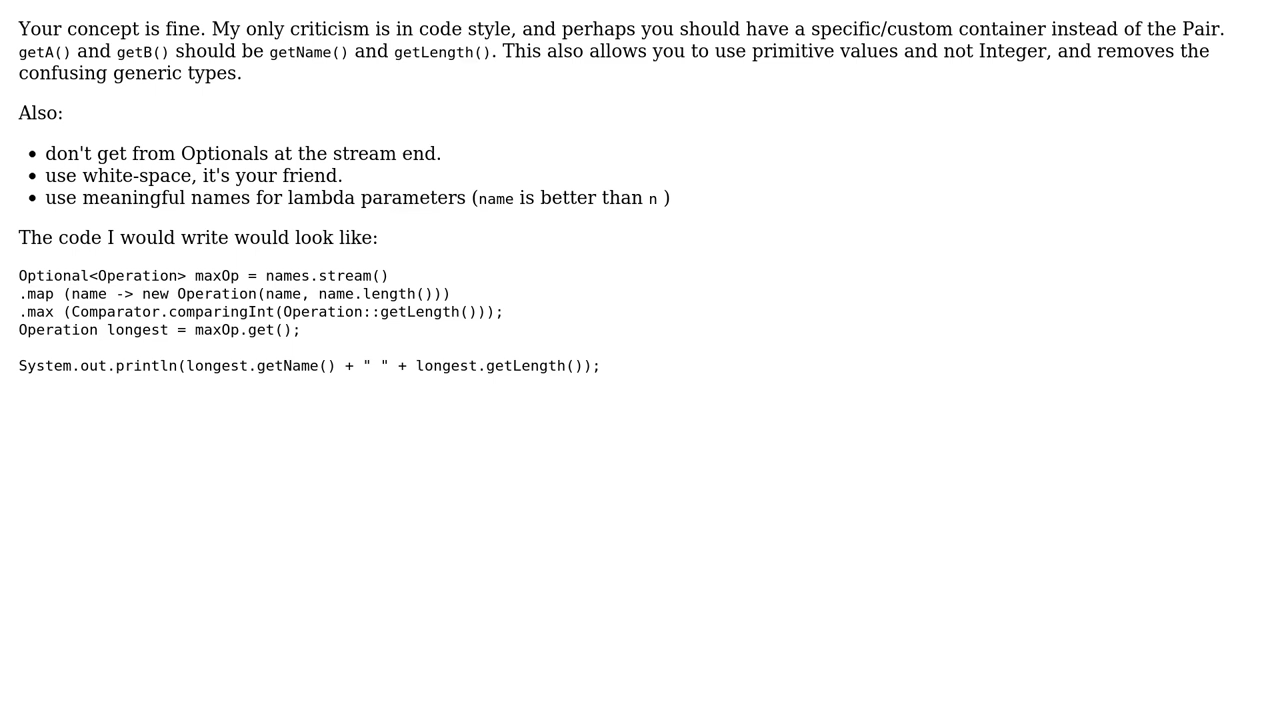 Your concept is fine. My only criticism is in code style, and perhaps you should have a specific/custom container instead of the Pair.
getA() and getB() should be getName() and getLength(). This also allows you to use primitive values and not Integer, and removes the
confusing generic types.
Also:
• don't get from Optionals at the stream end.
• use white-space, it's your friend.
• use meaningful names for lambda parameters (name is better than n )
The code I would write would look like:
Optional<Operation> maxOp = names.stream()
.map (name -> new Operation(name, name.length()))
.max (Comparator.comparingInt(Operation::getLength()));
Operation longest = maxOp.get();
System.out.println(longest.getName() + " " + longest.getLength());